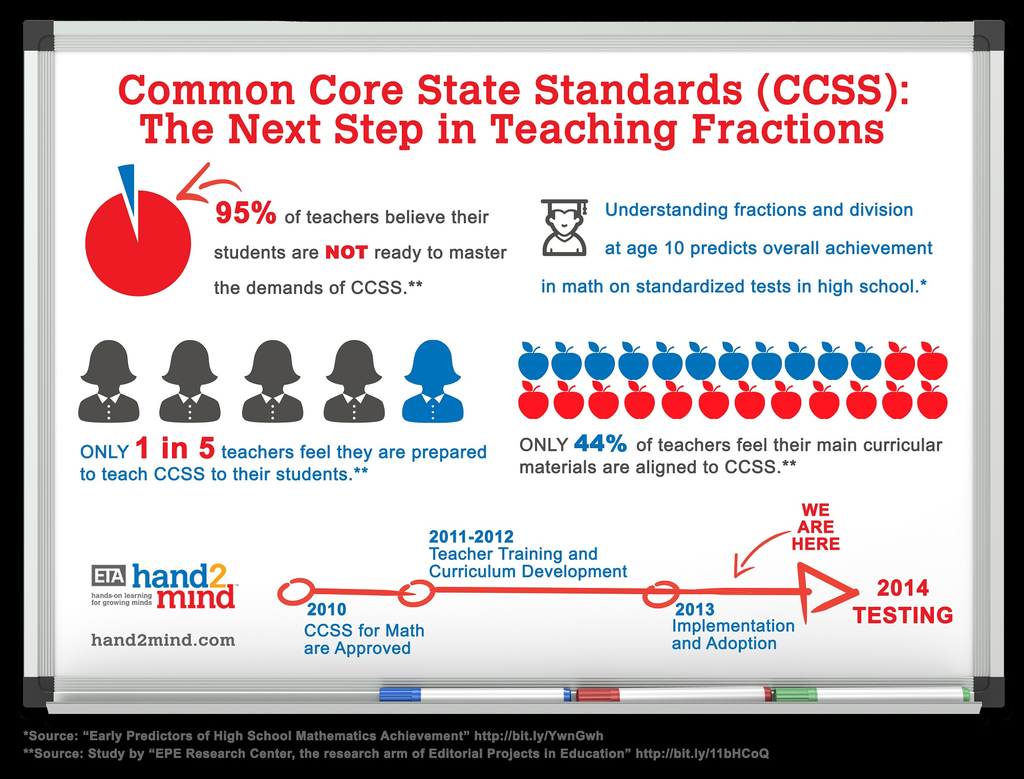 Common Core State Standards (CCSS):
The Next Step in Teaching Fractions
95% of teachers believe their
students are NOT ready to master
the demands of CCSS.**
Understanding fractions and division
at age 10 predicts overall achievement
in math on standardized tests in high school.*
ONLY 1 in 5 teachers feel they are prepared
to teach CCSS to their students.**
ONLY 44% of teachers feel their main curricular
materials are aligned to CCSS.**
WE
ARE
HERE
2011-2012
Teacher Training and
Curriculum Development
2010
CCSS for Math
are Approved
2013
Implementation
and Adoption
2014
TESTING
ETA hand2mind™
hands-on learning
for growing minds
hand2mind.com
*Source: “Early Predictors of High School Mathematics Achievement” http://bit.ly/YwnGwh
**Source: Study by “EPE Research Center, the research arm of Editorial Projects in Education” http://bit.ly/11bHCoQ